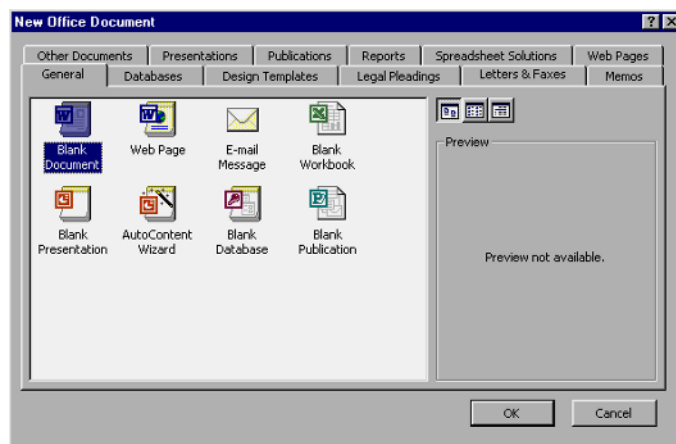 New Office Document
Other Documents Presentations Publications Reports Spreadsheet Solutions Web Pages
General Databases Design Templates Legal Pleadings Letters & Faxes Memos
Blank Document
Web Page
E-mail Message
Blank Workbook
Blank Presentation
AutoContent Wizard
Blank Database
Blank Publication
Preview
Preview not available.
OK Cancel